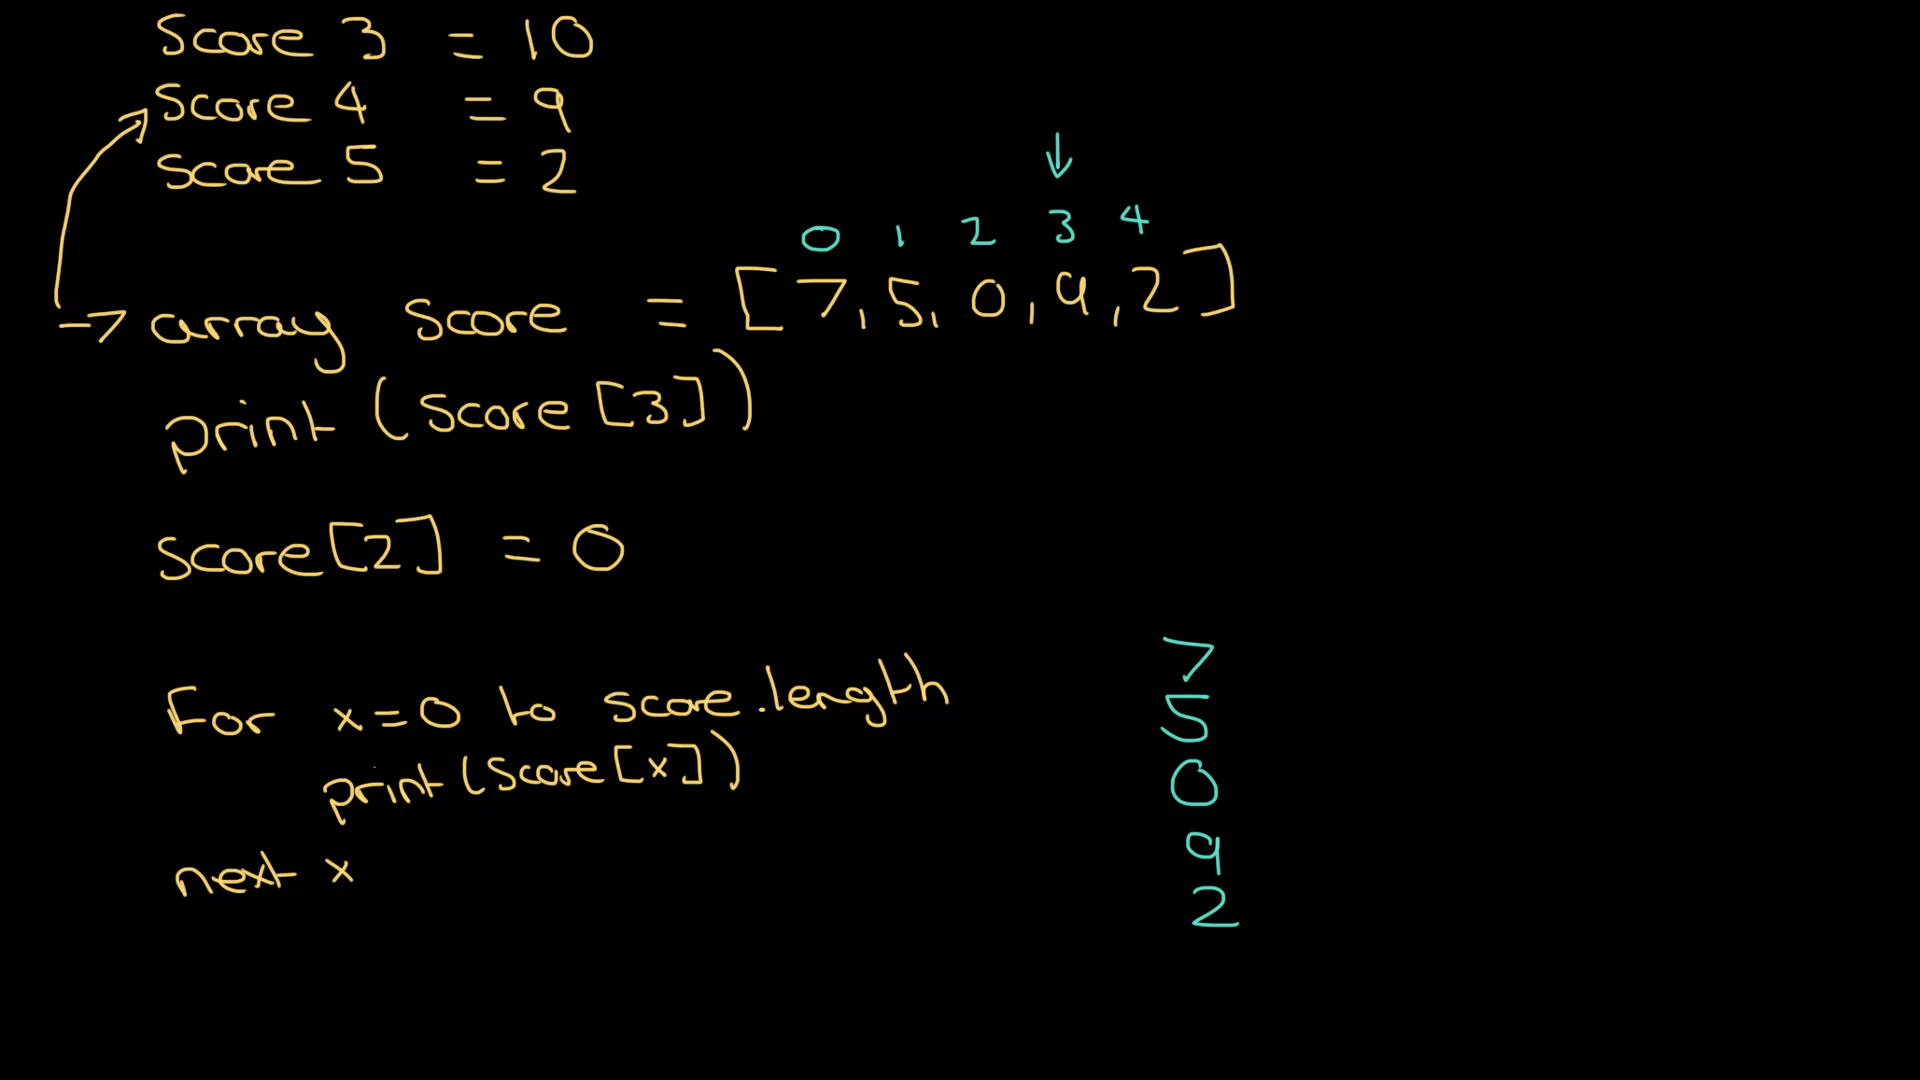 Score 3 = 10
Score 4 = 9
Score 5 = 2
0 1 2 3 4
array score = [7, 5, 0, 9, 2]
print (score [3])
score[2] = 0
For x=0 to score.length
print (score [x])
next x
7
5
0
9
2